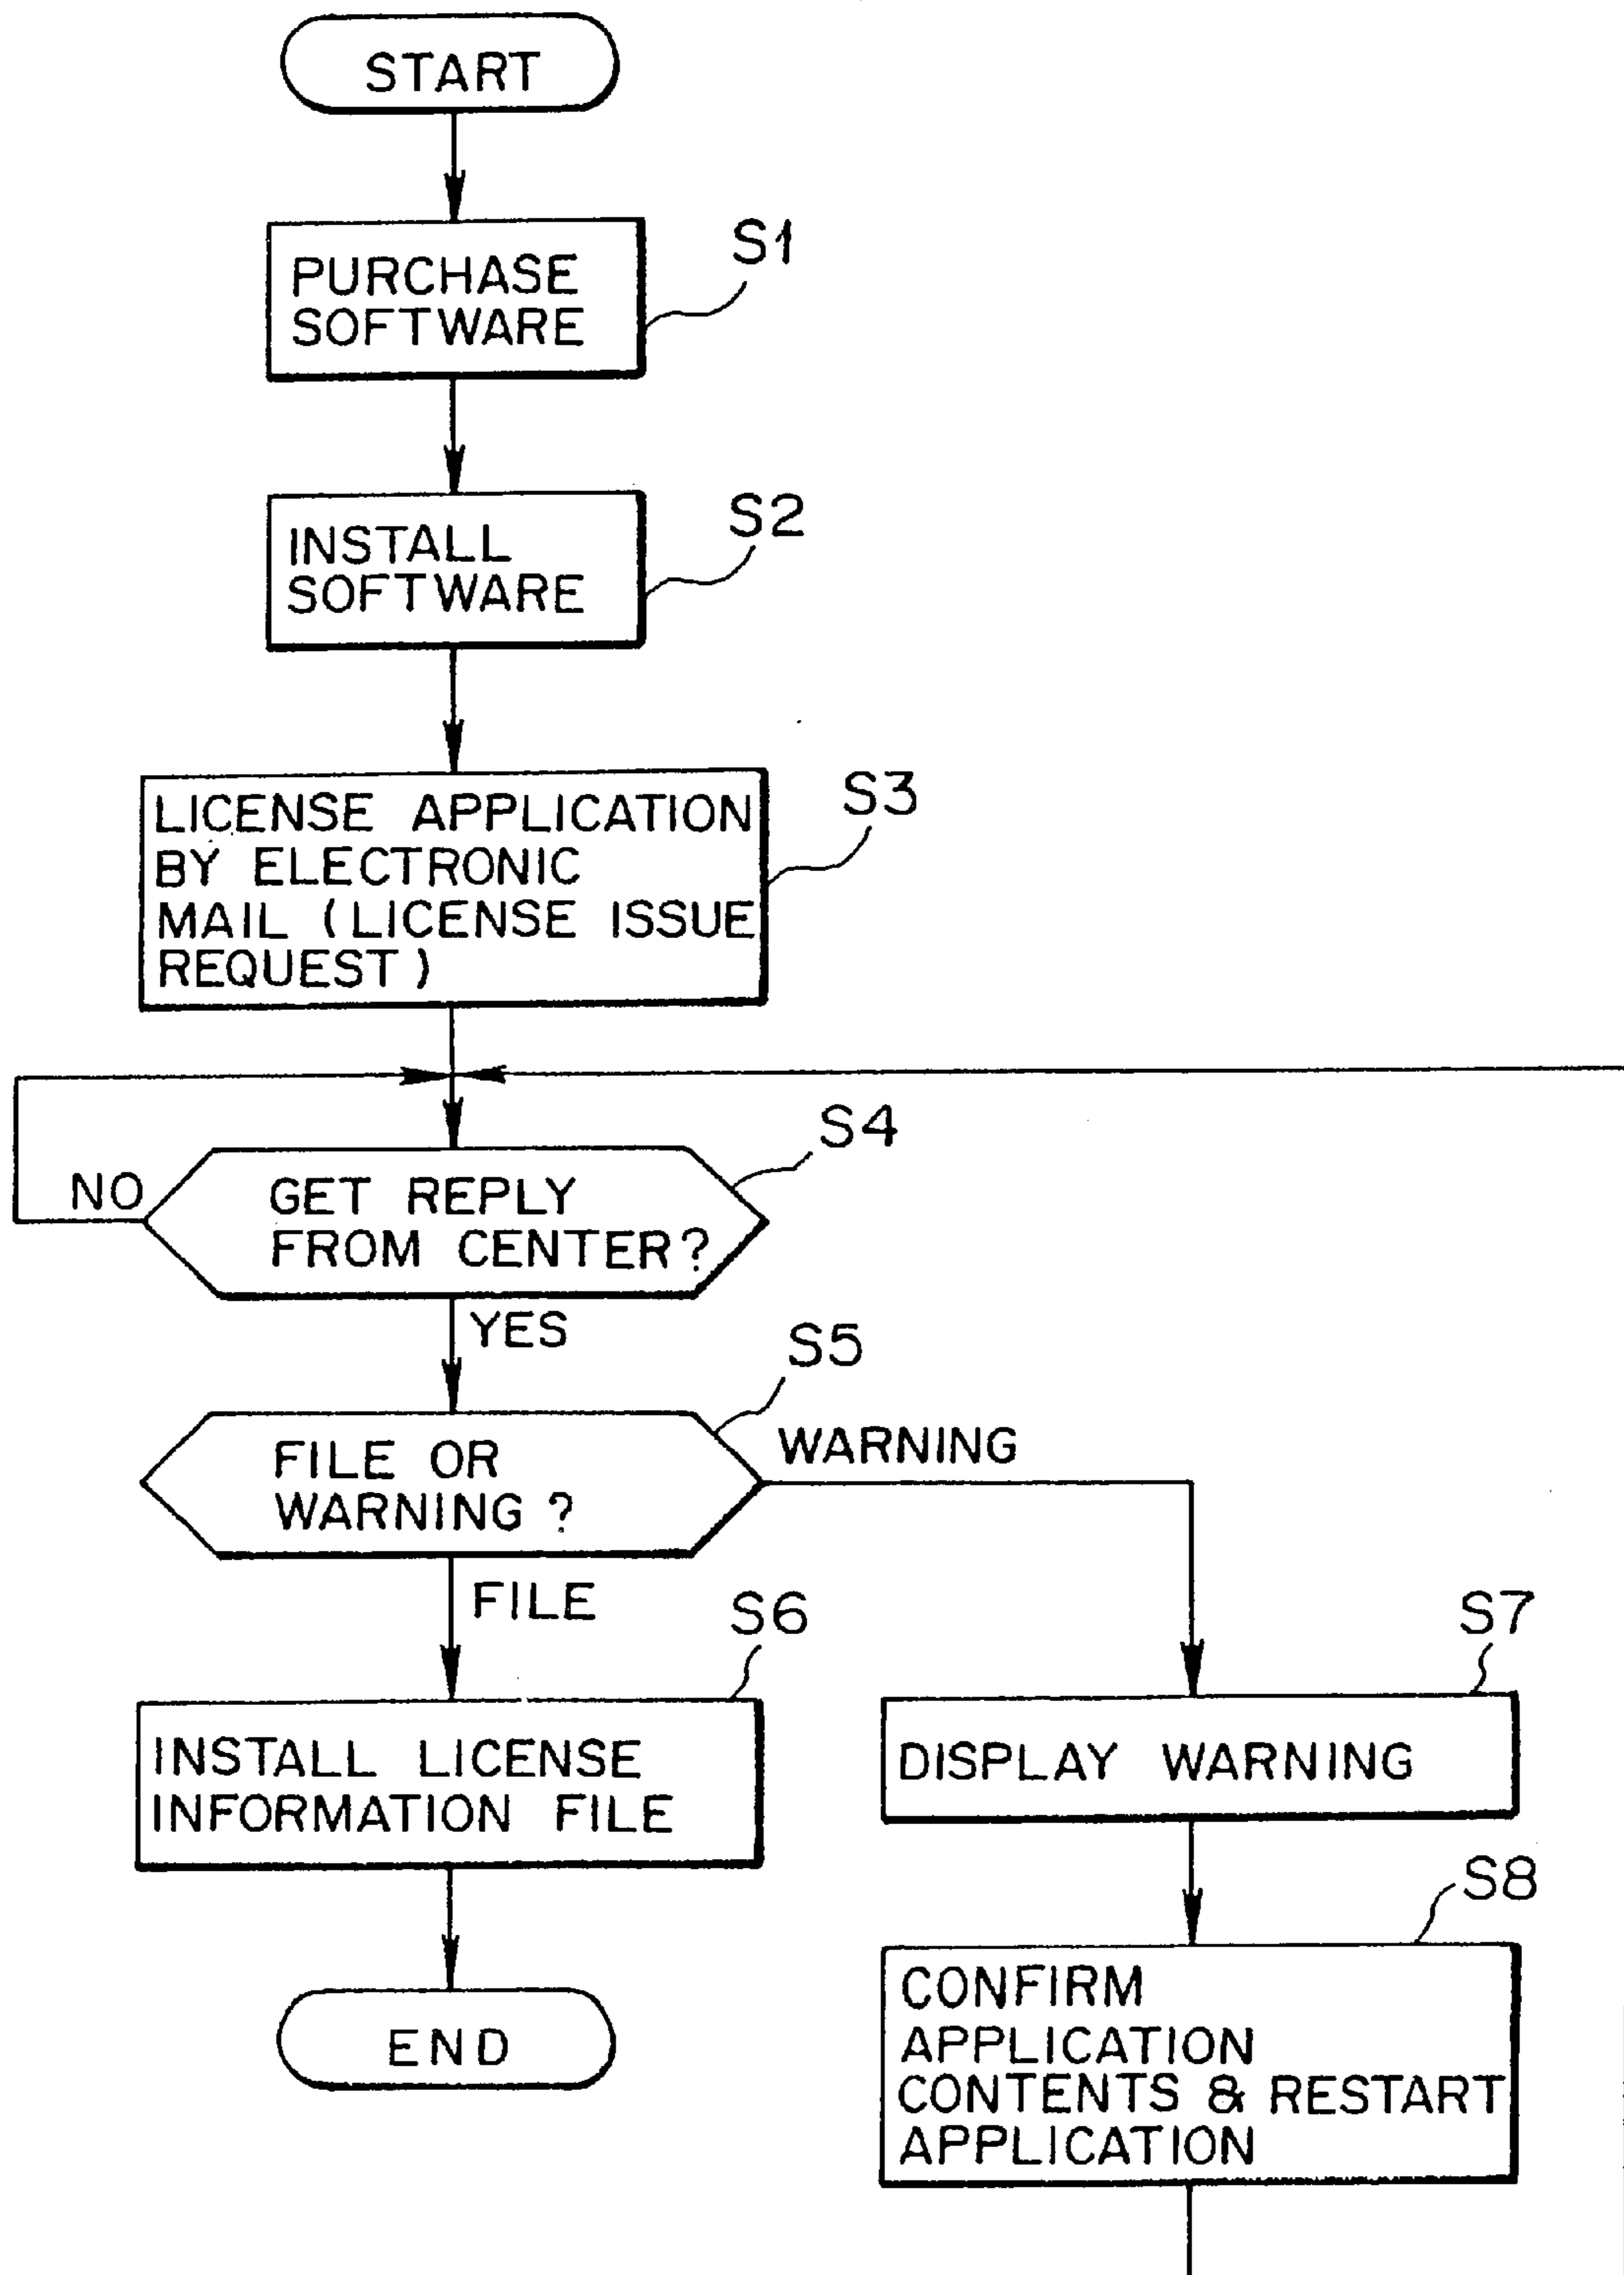 START
S1
PURCHASE
SOFTWARE
S2
INSTALL
SOFTWARE
S3
LICENSE APPLICATION
BY ELECTRONIC
MAIL (LICENSE ISSUE
REQUEST)
S4
NO
GET REPLY
FROM CENTER?
YES
S5
FILE OR
WARNING?
WARNING
FILE
S6
INSTALL LICENSE
INFORMATION FILE
END
S7
DISPLAY WARNING
S8
CONFIRM
APPLICATION
CONTENTS & RESTART
APPLICATION